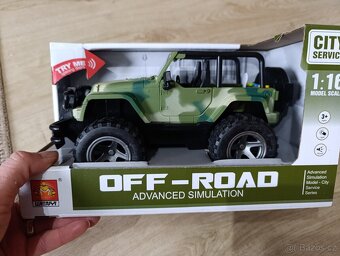 CITY
SERVICE
TRY ME!
1:16
MODEL SCALE
3+
OFF-ROAD
ADVANCED SIMULATION
Advanced
Simulation
Model - City
Service
Series